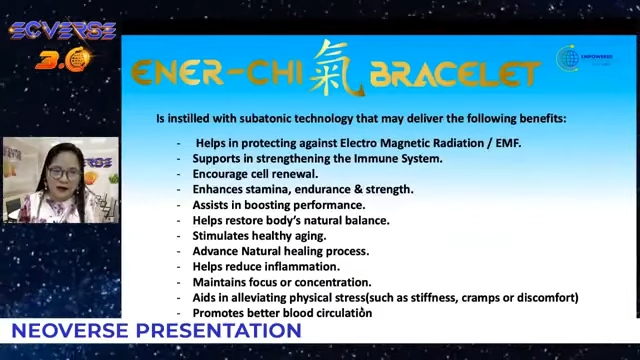 ECVERSE
3.0
ENER-CHI 氣 BRACELET
EMPOWERED
Is instilled with subatonic technology that may deliver the following benefits:
- Helps in protecting against Electro Magnetic Radiation / EMF.
- Supports in strengthening the Immune System.
- Encourage cell renewal.
- Enhances stamina, endurance & strength.
- Assists in boosting performance.
- Helps restore body's natural balance.
- Stimulates healthy aging.
- Advance Natural healing process.
- Helps reduce inflammation.
- Maintains focus or concentration.
- Aids in alleviating physical stress(such as stiffness, cramps or discomfort)
- Promotes better blood circulation
NEOVERSE PRESENTATION